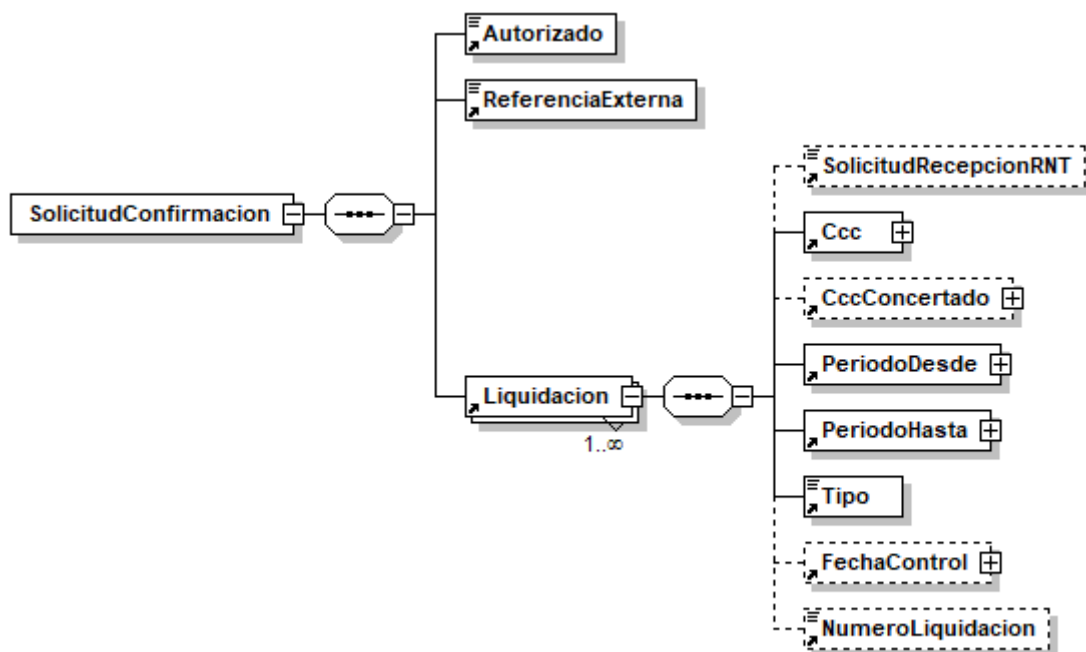 Autorizado
ReferenciaExterna
SolicitudRecepcionRNT
SolicitudConfirmacion
Ccc
CccConcertado
PeriodoDesde
Liquidacion
1..∞
PeriodoHasta
Tipo
FechaControl
NumeroLiquidacion